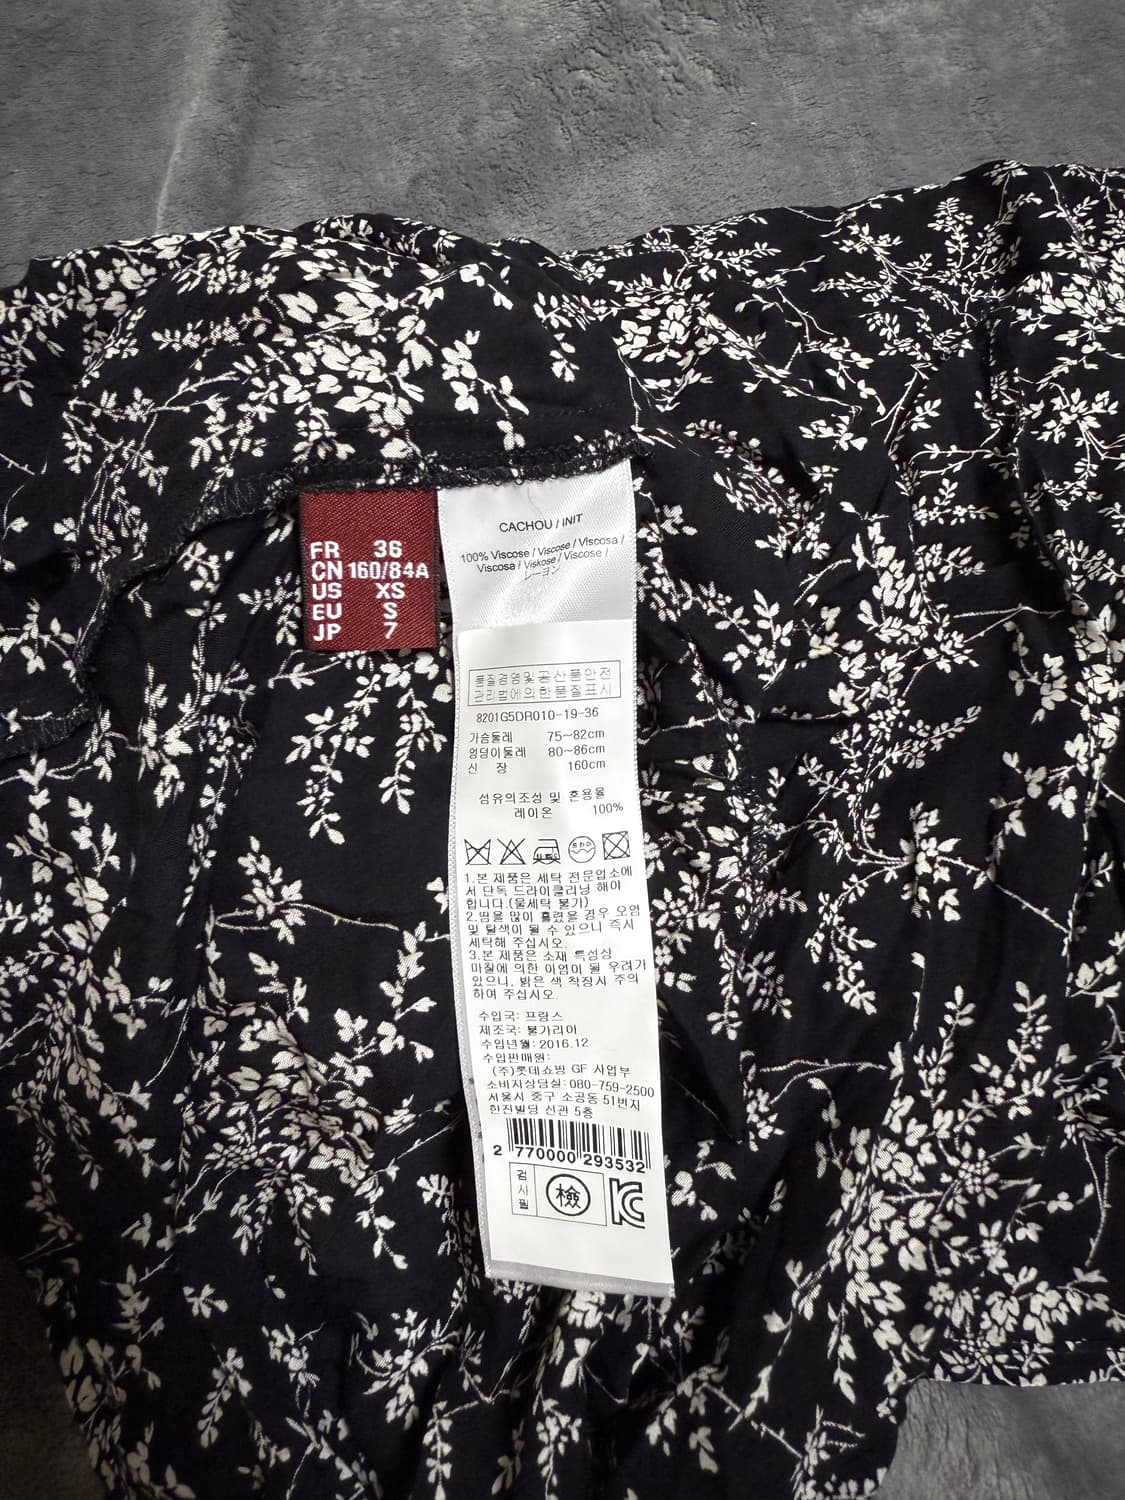 FR 36
CN 160/84A
US XS
EU S
JP 7
CACHOU / INIT
100% Viscose / Viscose / Viscosa /
Viscosa / Viskose / Viscose /
レーヨン
품질경영및공산품안전
관리법에의한품질표시
8201G5DR010-19-36
가슴둘레 75~82cm
엉덩이둘레 80~86cm
신 장 160cm
섬유의조성 및 혼용율
레이온 100%
1.본 제품은 세탁 전문업소에
서 단독 드라이클리닝 해야
합니다.(물세탁 불가)
2.땀을 많이 흘렸을 경우 오염
및 탈색이 될 수 있으니 즉시
세탁해 주십시오.
3.본 제품은 소재 특성상
마찰에 의한 이염이 될 우려가
있으니, 밝은 색 착장시 주의
하여 주십시오.
수입국: 프랑스
제조국: 불가리아
수입년월: 2016.12
수입판매원:
(주)롯데쇼핑 GF 사업부
소비자상담실: 080-759-2500
서울시 중구 소공동 51번지
한진빌딩 신관 5층
2 770000 293532
검사필 檢 KC